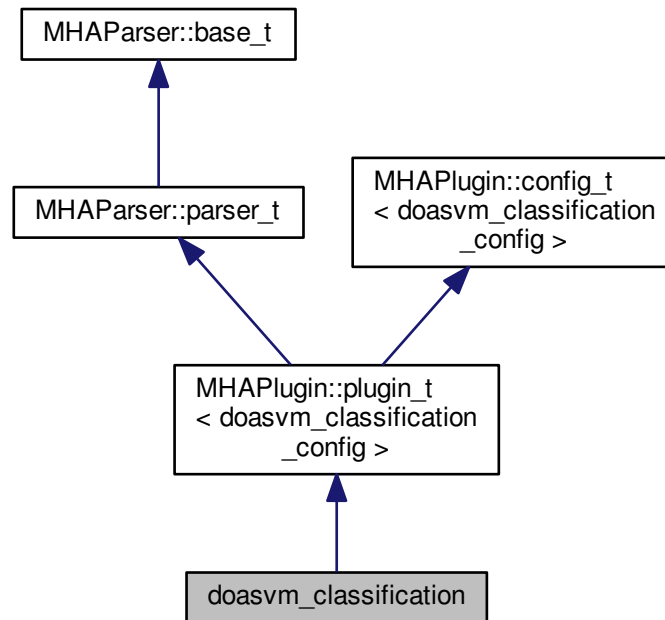 MHAParser::base_t
MHAParser::parser_t
MHAPlugin::config_t
< doasvm_classification
_config >
MHAPlugin::plugin_t
< doasvm_classification
_config >
doasvm_classification